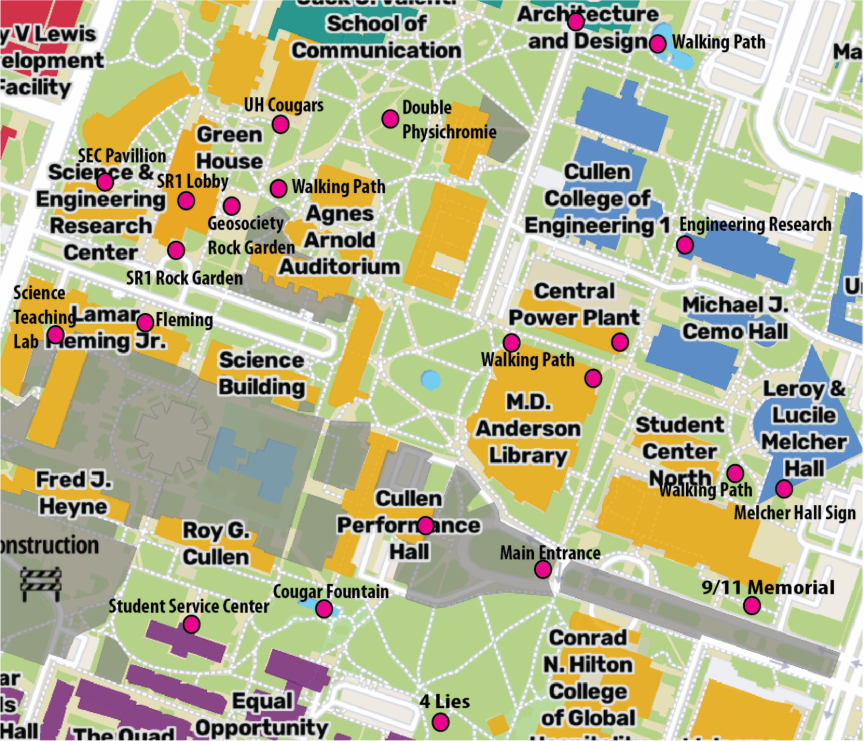 School of
Communication
Architecture
and Design
Walking Path
y V Lewis
elopment
Facility
Ma
UH Cougars
Double
Physichromie
Green
House
SEC Pavillion
Science &
Engineering
Research
Center
SR1 Lobby
Walking Path
Geosociety
Rock Garden
Agnes
Arnold
Auditorium
Cullen
College of
Engineering 1
Engineering Research
SR1 Rock Garden
Science
Teaching
Lab
Lamar
Fleming Jr.
Fleming
Central
Power Plant
Michael J.
Cemo Hall
U
Walking Path
Science
Building
M.D.
Anderson
Library
Leroy &
Lucile
Melcher
Hall
Student
Center
North
Walking Path
Melcher Hall Sign
Fred J.
Heyne
Cullen
Performance
Hall
Roy G.
Cullen
onstruction
Main Entrance
Cougar Fountain
Student Service Center
9/11 Memorial
Conrad
N. Hilton
College
of Global
4 Lies
Equal
Opportunity
The Quad
ar
ls
Hall